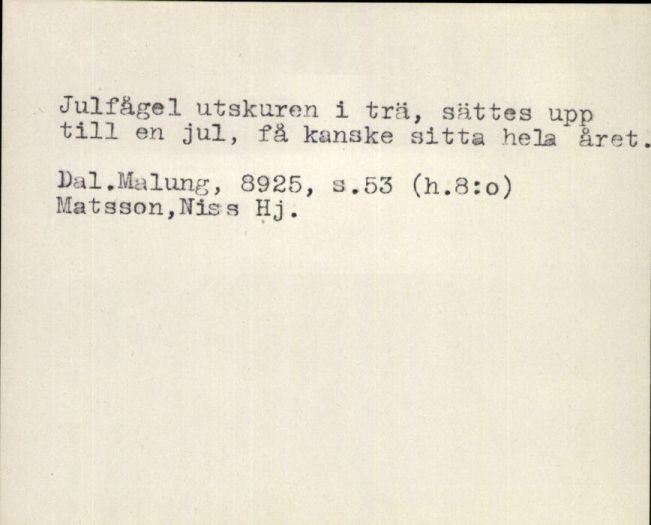 Julfågel utskuren i trä, sättes upp
till en jul, få kanske sitta hela året.
Dal.Malung, 8925, s.53 (h.8:o)
Matsson,Niss Hj.